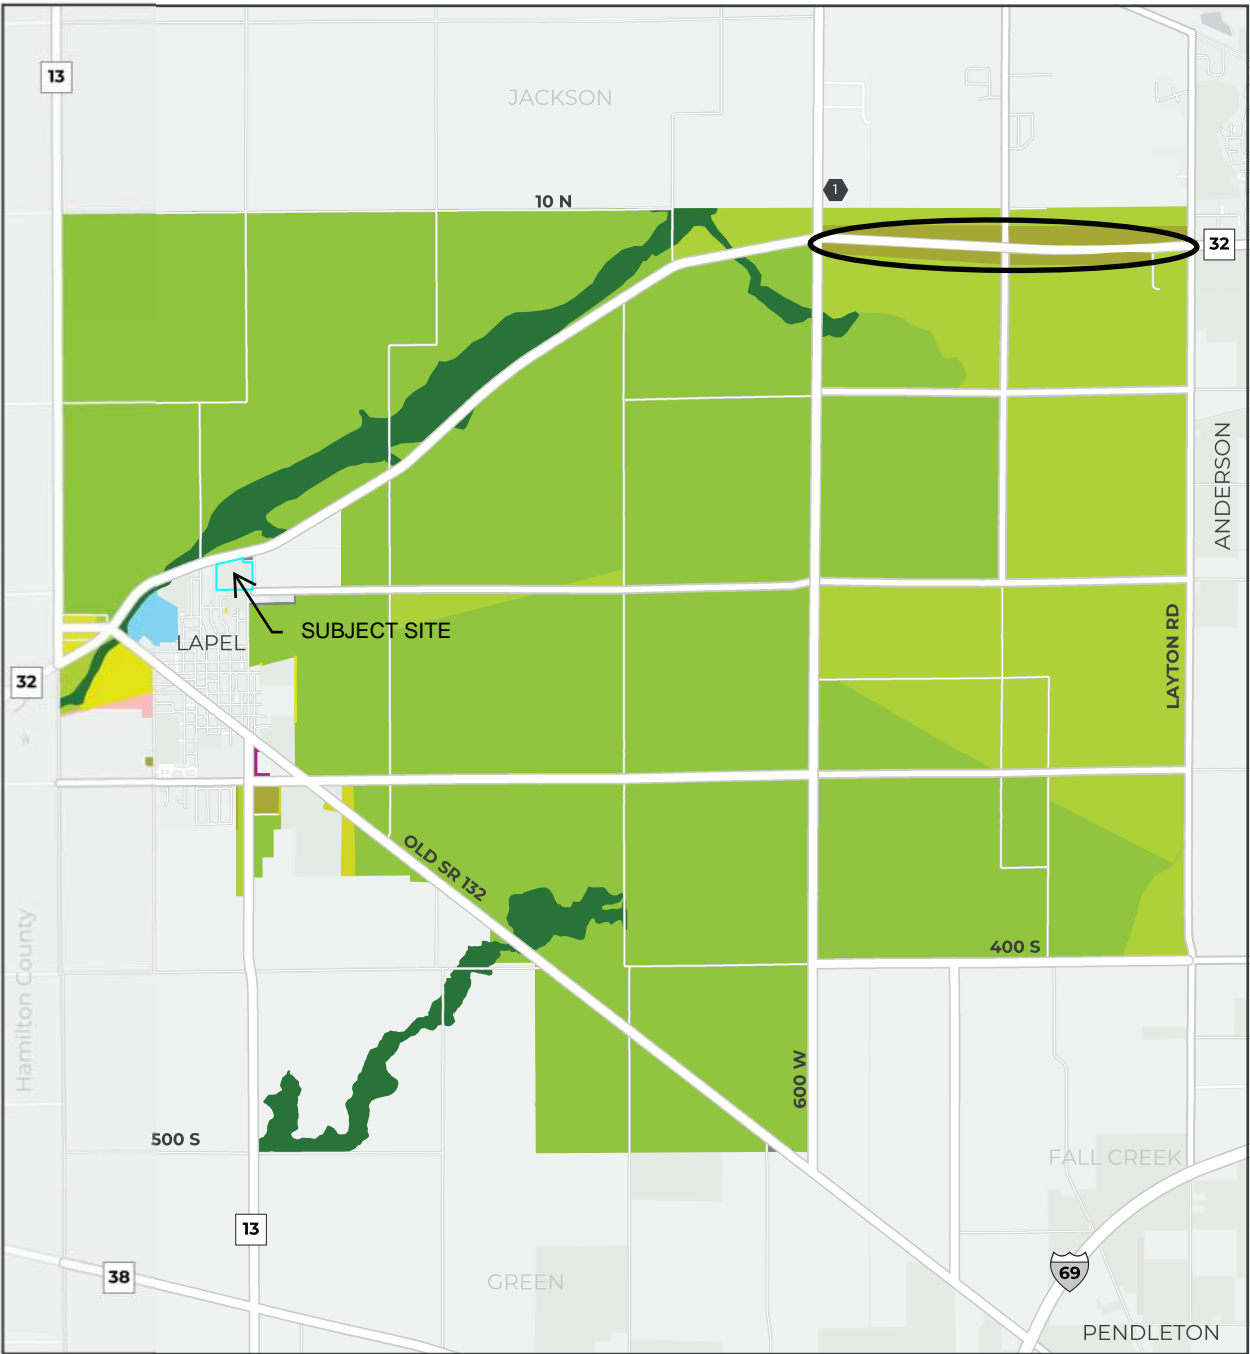 13
JACKSON
10 N
1
32
ANDERSON
SUBJECT SITE
LAPEL
LAYTON RD
32
OLD SR 132
400 S
Hamilton County
600 W
500 S
FALL CREEK
13
38
GREEN
69
PENDLETON